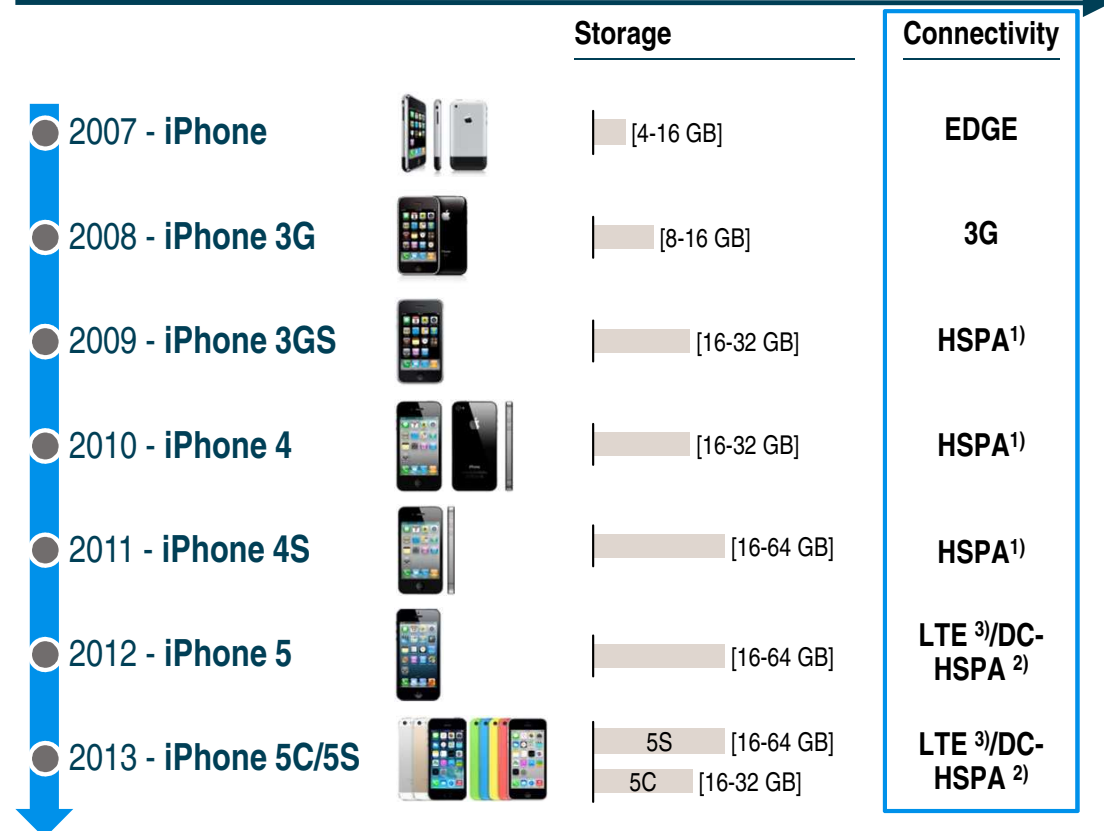 Storage
Connectivity
2007 - iPhone
[4-16 GB]
EDGE
2008 - iPhone 3G
[8-16 GB]
3G
2009 - iPhone 3GS
[16-32 GB]
HSPA1)
2010 - iPhone 4
[16-32 GB]
HSPA1)
2011 - iPhone 4S
[16-64 GB]
HSPA1)
2012 - iPhone 5
[16-64 GB]
LTE 3)/DC-
HSPA 2)
2013 - iPhone 5C/5S
5S
[16-64 GB]
5C
[16-32 GB]
LTE 3)/DC-
HSPA 2)